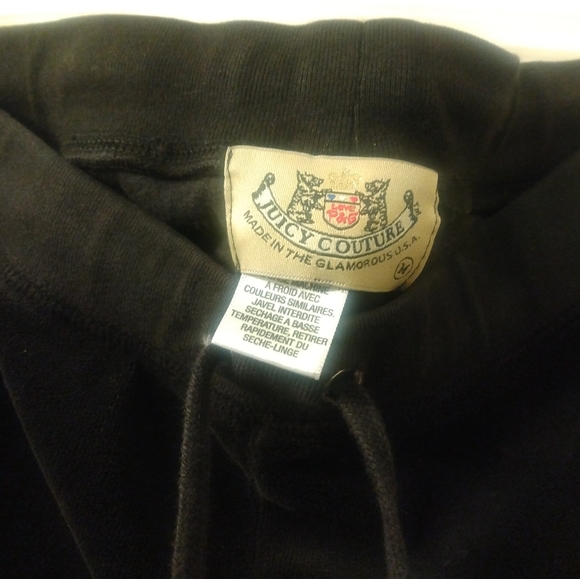 Love
P&G
JUICY COUTURE
MADE IN THE GLAMOROUS U.S.A.
MACHINE
A FROID AVEC
COULEURS SIMILAIRES.
JAVEL INTERDITE
SECHAGE A BASSE
TEMPERATURE, RETIRER
RAPIDEMENT DU
SECHE-LINGE